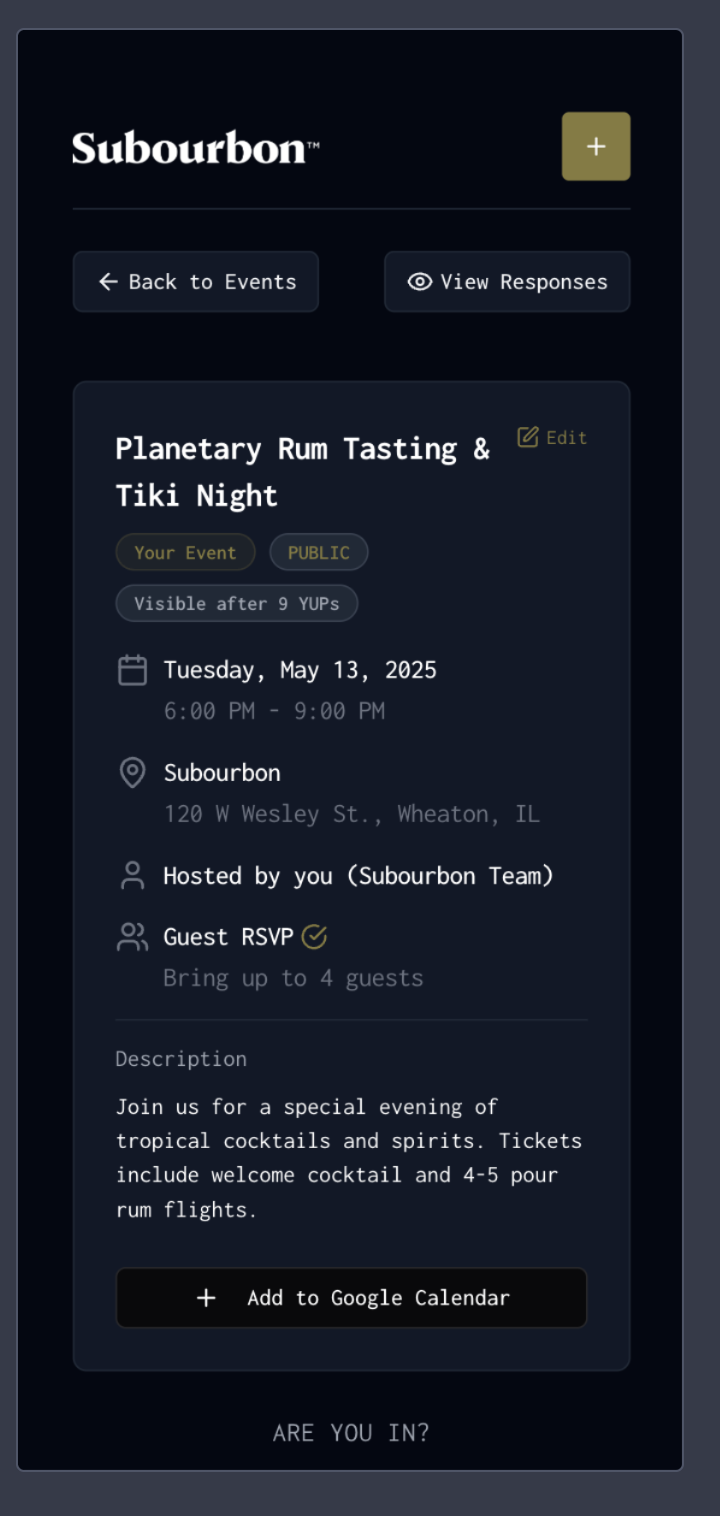 Subourbon™
+
← Back to Events
View Responses
Planetary Rum Tasting &
Tiki Night
Edit
Your Event
PUBLIC
Visible after 9 YUPs
Tuesday, May 13, 2025
6:00 PM - 9:00 PM
Subourbon
120 W Wesley St., Wheaton, IL
Hosted by you (Subourbon Team)
Guest RSVP
Bring up to 4 guests
Description
Join us for a special evening of
tropical cocktails and spirits. Tickets
include welcome cocktail and 4-5 pour
rum flights.
+ Add to Google Calendar
ARE YOU IN?